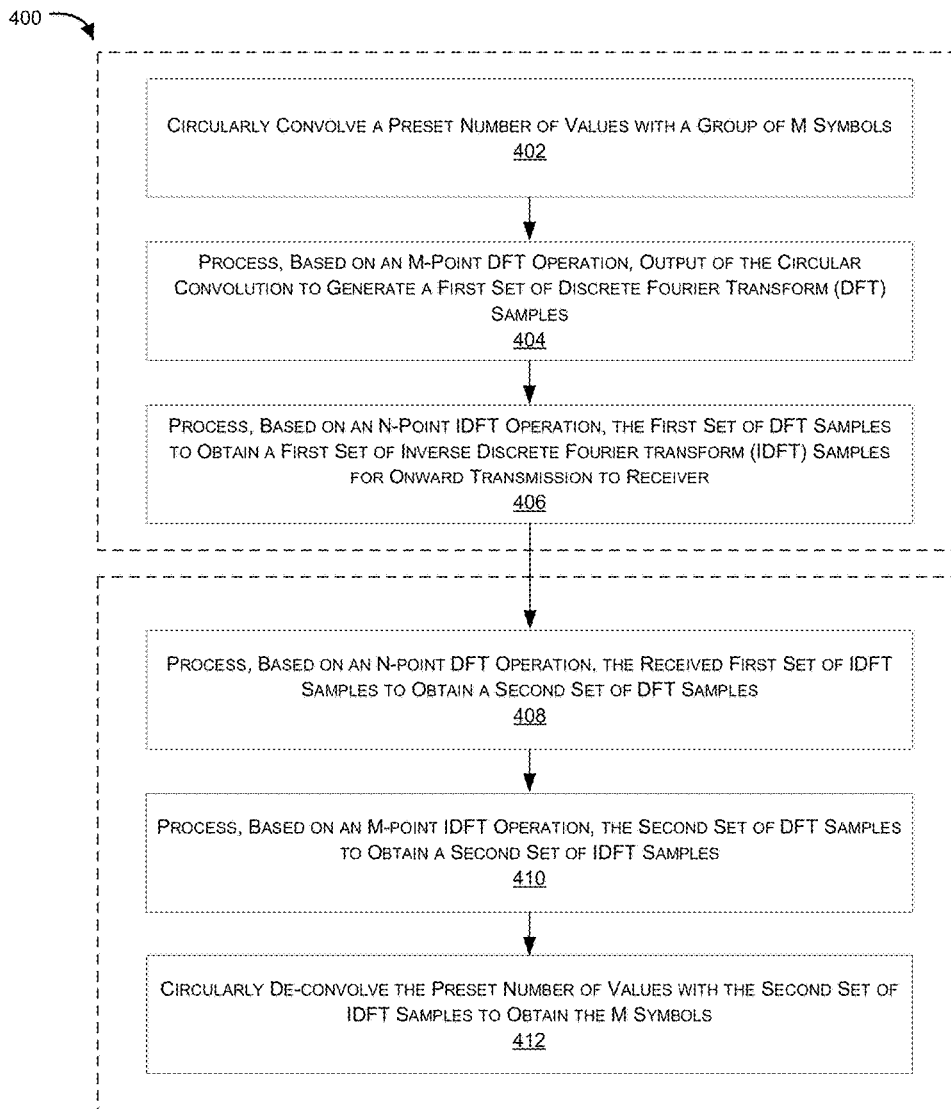 400
CIRCULARLY CONVOLVE A PRESET NUMBER OF VALUES WITH A GROUP OF M SYMBOLS
402
PROCESS, BASED ON AN M-POINT DFT OPERATION, OUTPUT OF THE CIRCULAR
CONVOLUTION TO GENERATE A FIRST SET OF DISCRETE FOURIER TRANSFORM (DFT)
SAMPLES
404
PROCESS, BASED ON AN N-POINT IDFT OPERATION, THE FIRST SET OF DFT SAMPLES
TO OBTAIN A FIRST SET OF INVERSE DISCRETE FOURIER TRANSFORM (IDFT) SAMPLES
FOR ONWARD TRANSMISSION TO RECEIVER
406
PROCESS, BASED ON AN N-POINT DFT OPERATION, THE RECEIVED FIRST SET OF IDFT
SAMPLES TO OBTAIN A SECOND SET OF DFT SAMPLES
408
PROCESS, BASED ON AN M-POINT IDFT OPERATION, THE SECOND SET OF DFT SAMPLES
TO OBTAIN A SECOND SET OF IDFT SAMPLES
410
CIRCULARLY DE-CONVOLVE THE PRESET NUMBER OF VALUES WITH THE SECOND SET OF
IDFT SAMPLES TO OBTAIN THE M SYMBOLS
412